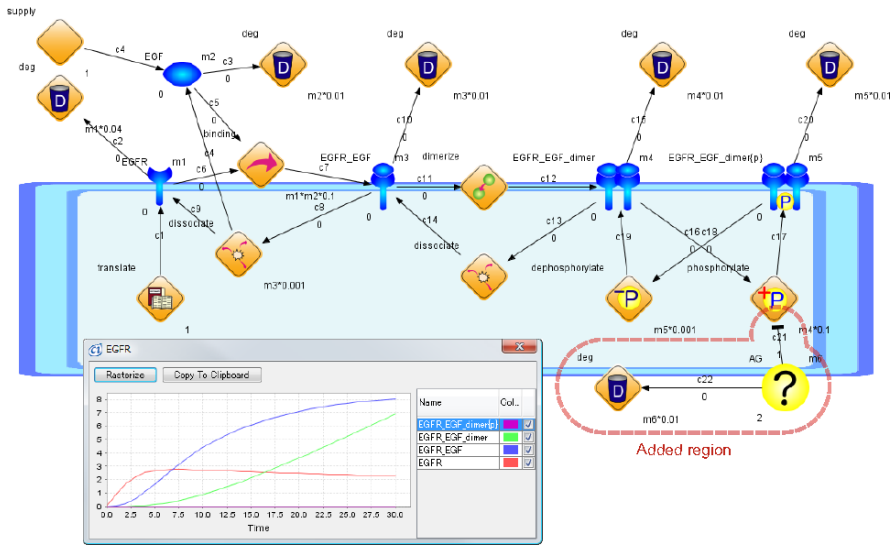 supply
deg
deg
deg
deg
c4
EGF
m2
c3
deg
1
0
0
D
D
D
D
D
m2*0.01
m3*0.01
m4*0.01
m5*0.01
c5
0
c10
0
c15
0
c20
0
m1*0.04
binding
c2
c4
0
EGFR
m1
c7
EGFR_EGF
m3
dimerize
EGFR_EGF_dimer
m4
EGFR_EGF_dimer{p}
m5
c6
0
c11
0
c12
P
0
m1*m2*0.1
0
0
0
c9
0
c8
0
c14
c13
0
c16
c18
0
0
c17
c1
dissociate
dissociate
c19
translate
dephosphorylate
phosphorylate
m3*0.001
-P
+P
1
m5*0.001
c21
m4*0.1
1
deg
AG
m6
c22
0
D
?
m6*0.01
2
Added region
EGFR
Rasterize
Copy To Clipboard
Name
Col...
EGFR_EGF_dimer{p}
EGFR_EGF_dimer
EGFR_EGF
EGFR
8
7
6
5
4
3
2
1
0
0.0 2.5 5.0 7.5 10.0 12.5 15.0 17.5 20.0 22.5 25.0 27.5 30.0
Time